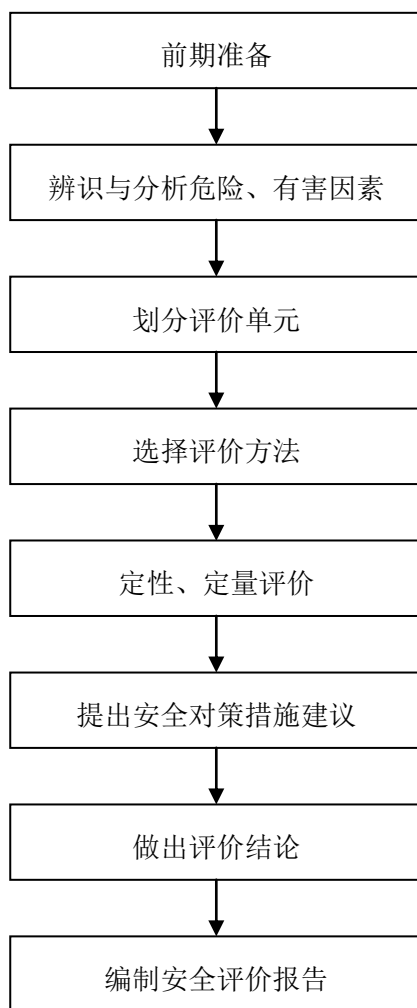 前期准备
辨识与分析危险、有害因素
划分评价单元
选择评价方法
定性、定量评价
提出安全对策措施建议
做出评价结论
编制安全评价报告